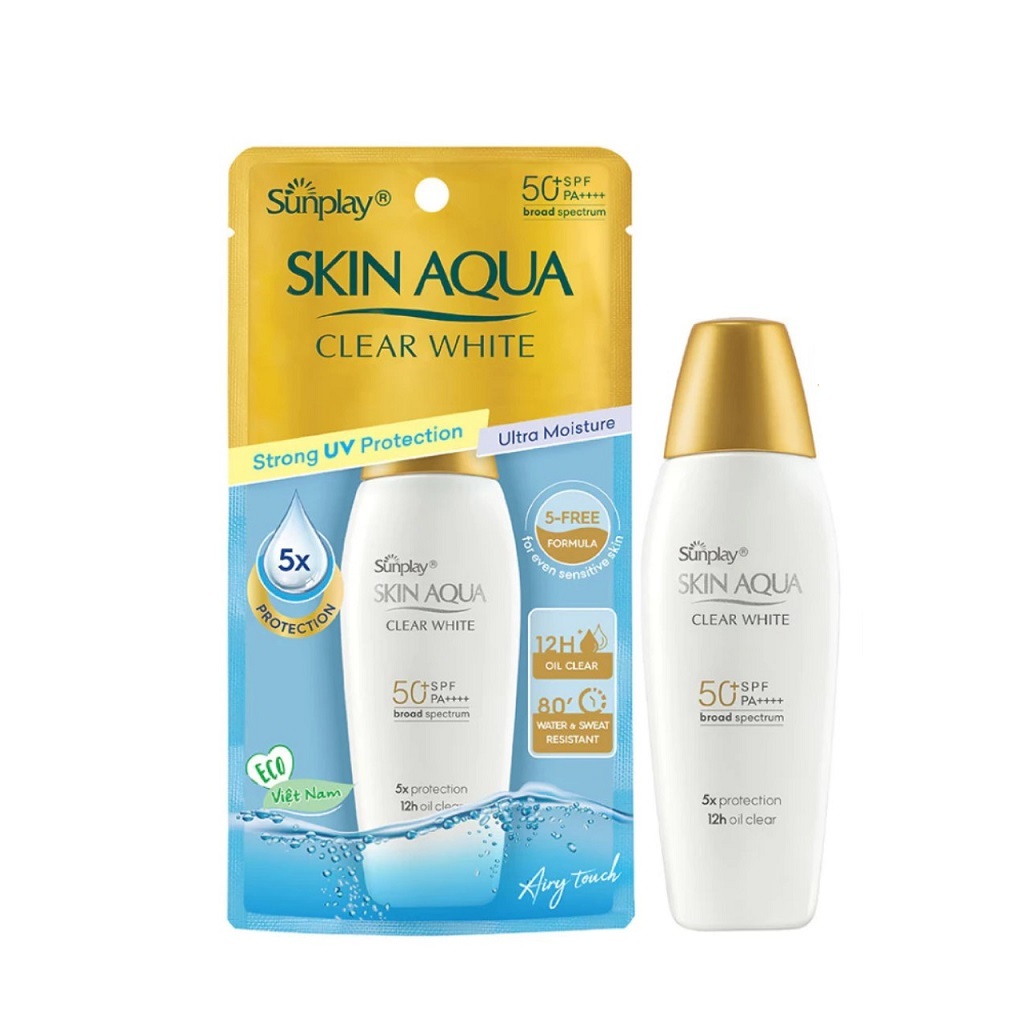 Sunplay®
50+ SPF
PA++++
broad spectrum
SKIN AQUA
CLEAR WHITE
Strong UV Protection
Ultra Moisture
5x
PROTECTION
5-FREE
FORMULA
for even sensitive skin
12H
OIL CLEAR
80′
WATER & SWEAT
RESISTANT
ECO
Việt Nam
Airy touch
Sunplay®
SKIN AQUA
CLEAR WHITE
50+ SPF
PA++++
broad spectrum
5x protection
12h oil clear
Sunplay®
SKIN AQUA
CLEAR WHITE
50+ SPF
PA++++
broad spectrum
5x protection
12h oil clear